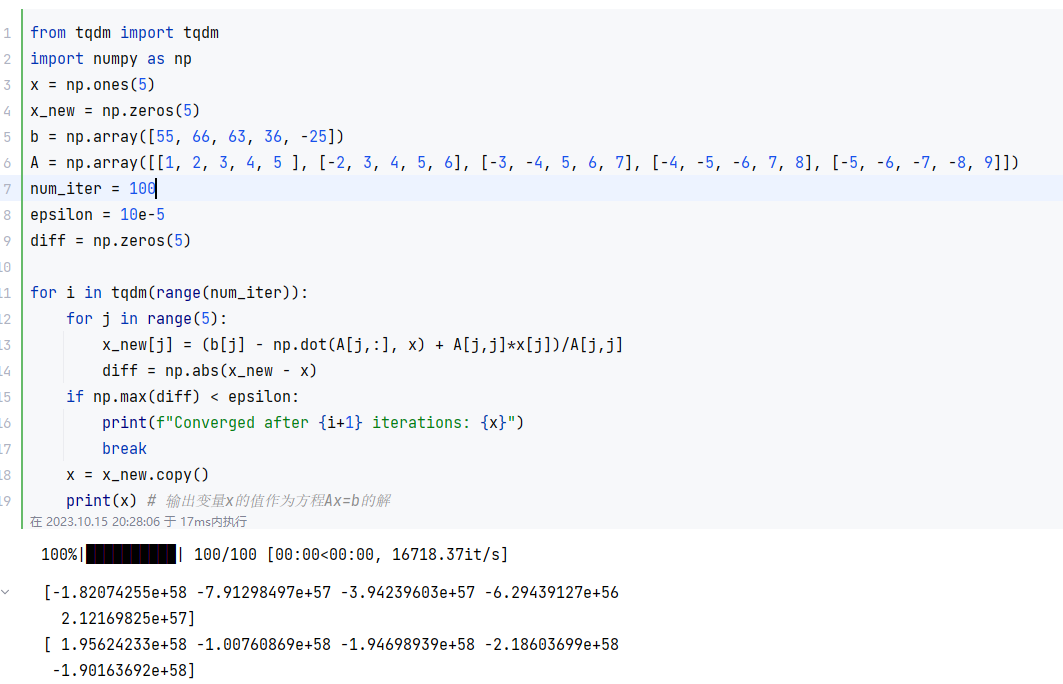 1 from tqdm import tqdm
2 import numpy as np
3 x = np.ones(5)
4 x_new = np.zeros(5)
5 b = np.array([55, 66, 63, 36, -25])
6 A = np.array([[1, 2, 3, 4, 5 ], [-2, 3, 4, 5, 6], [-3, -4, 5, 6, 7], [-4, -5, -6, 7, 8], [-5, -6, -7, -8, 9]])
7 num_iter = 100
8 epsilon = 10e-5
9 diff = np.zeros(5)
10
11 for i in tqdm(range(num_iter)):
12     for j in range(5):
13         x_new[j] = (b[j] - np.dot(A[j,:], x) + A[j,j]*x[j])/A[j,j]
14         diff = np.abs(x_new - x)
15     if np.max(diff) < epsilon:
16         print(f"Converged after {i+1} iterations: {x}")
17         break
18     x = x_new.copy()
19     print(x) # 输出变量x的值作为方程Ax=b的解
在 2023.10.15 20:28:06 于 17ms内执行
100%|██████████| 100/100 [00:00<00:00, 16718.37it/s]
[-1.82074255e+58 -7.91298497e+57 -3.94239603e+57 -6.29439127e+56
  2.12169825e+57]
[ 1.95624233e+58 -1.00760869e+58 -1.94698939e+58 -2.18603699e+58
 -1.90163692e+58]